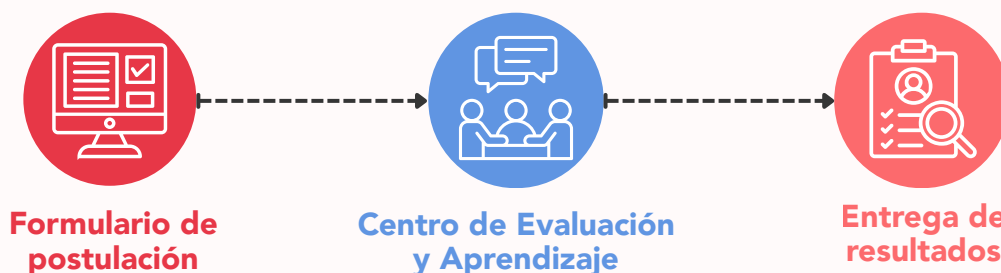 Formulario de
postulación
Centro de Evaluación
y Aprendizaje
Entrega de
resultados